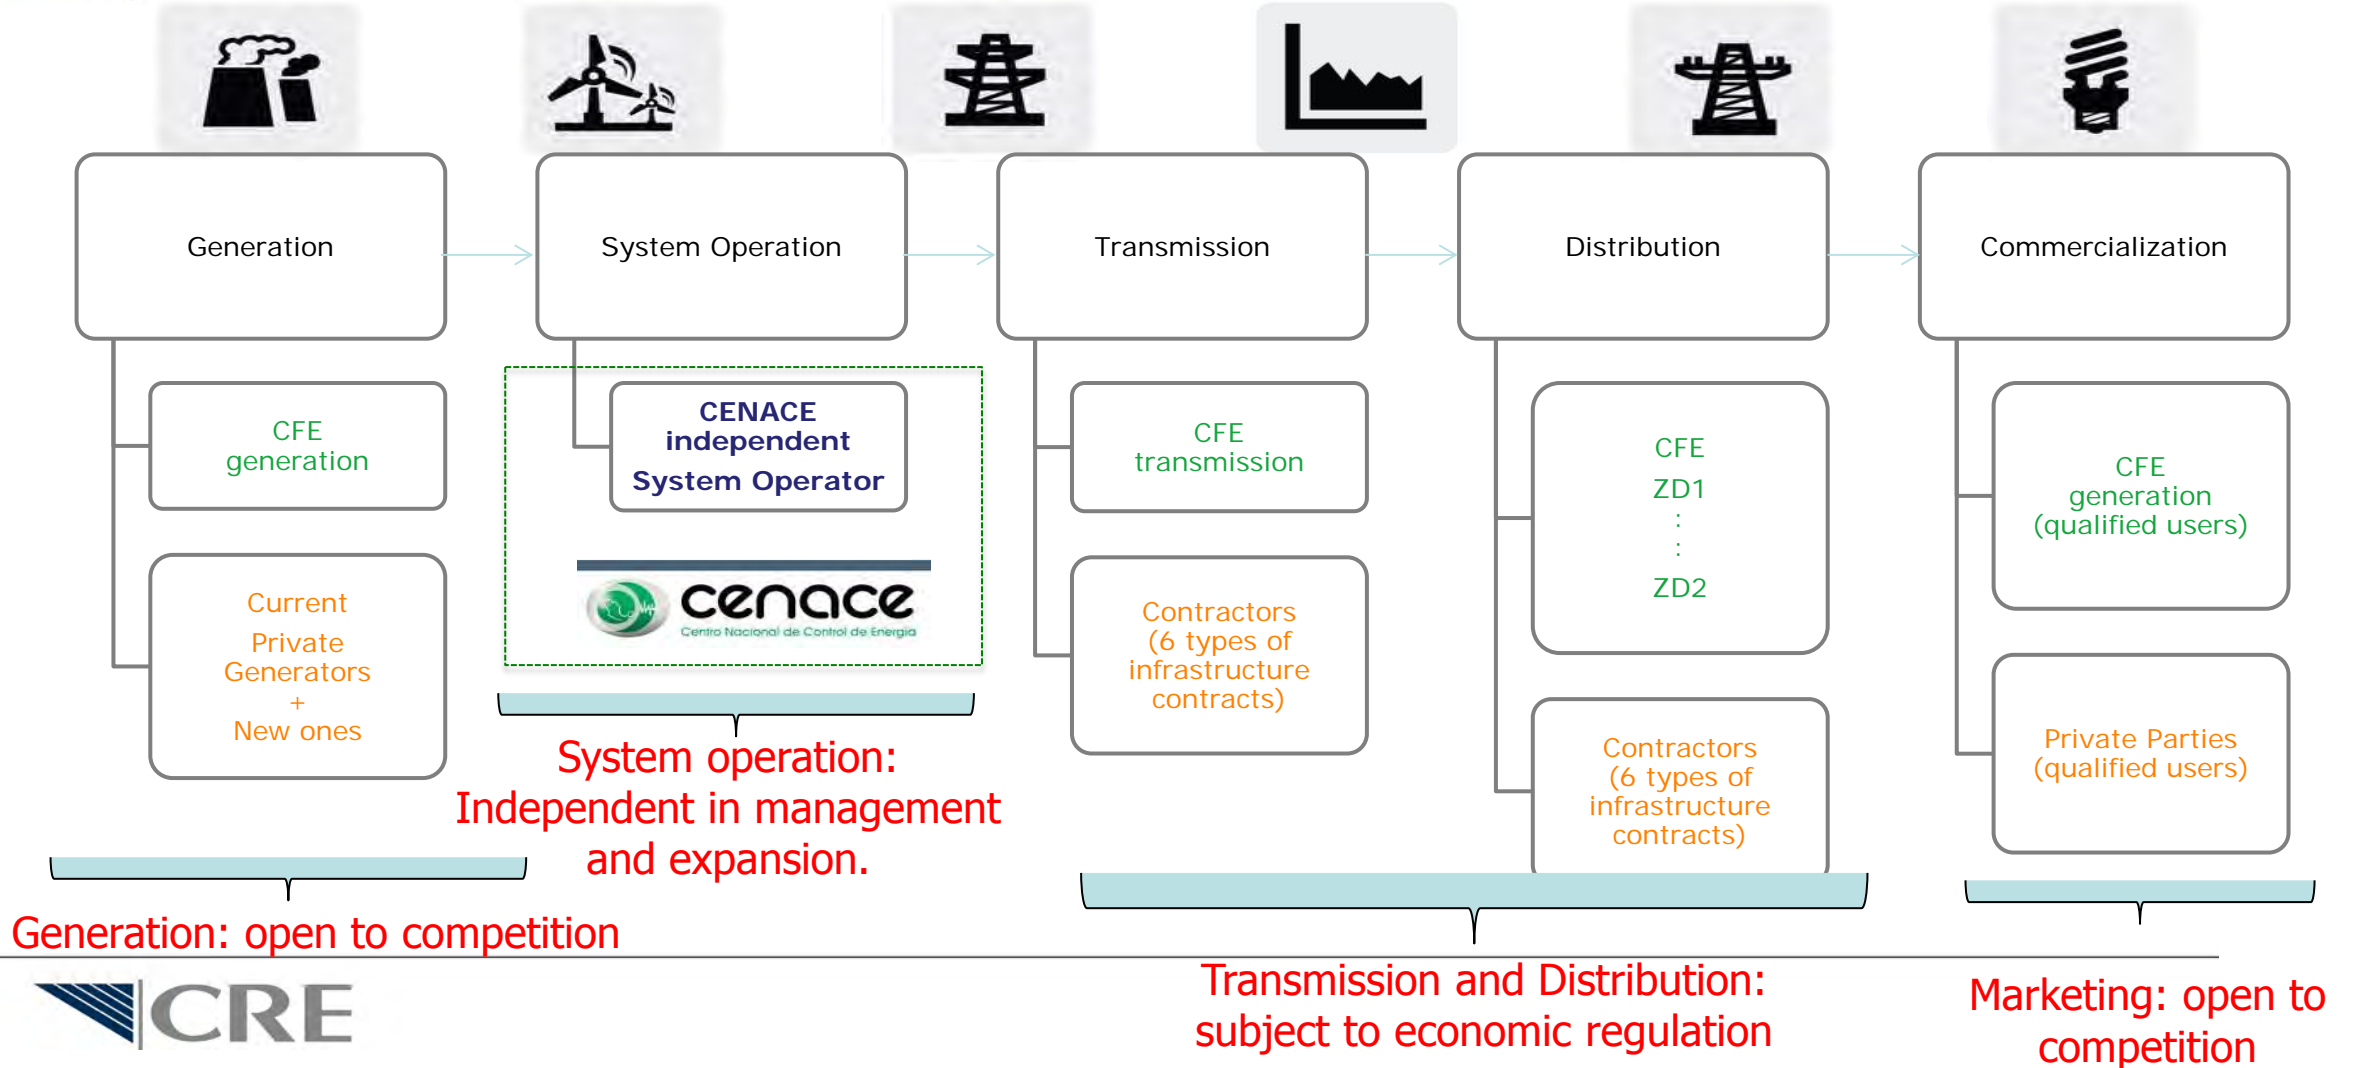 Generation
System Operation
Transmission
Distribution
Commercialization
CFE
generation
Current
Private
Generators
+
New ones
CENACE
independent
System Operator
cenace
Centro Nacional de Control de Energía
CFE
transmission
Contractors
(6 types of
infrastructure
contracts)
CFE
ZD1
:
:
ZD2
Contractors
(6 types of
infrastructure
contracts)
CFE
generation
(qualified users)
Private Parties
(qualified users)
System operation:
Independent in management
and expansion.
Generation: open to competition
Transmission and Distribution:
subject to economic regulation
Marketing: open to
competition
CRE